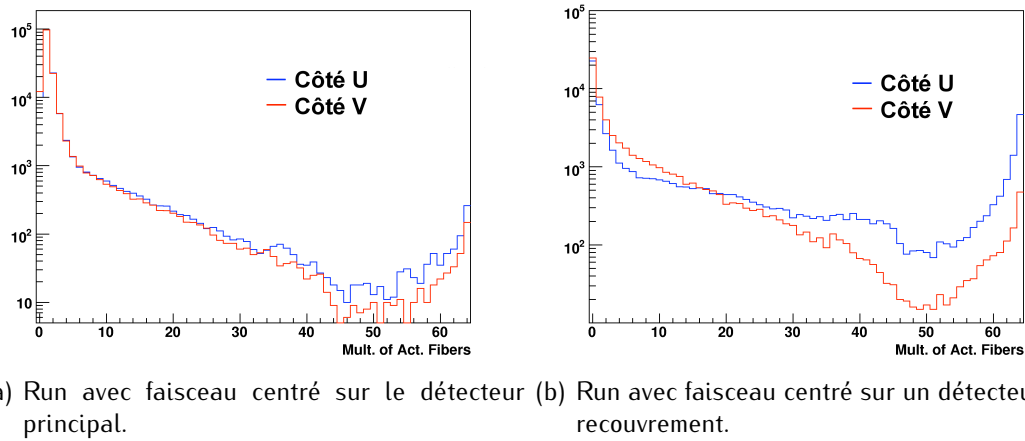 10^5
10^4
10^3
10^2
10
Côté U
Côté V
0 10 20 30 40 50 60
Mult. of Act. Fibers
10^5
10^4
10^3
10^2
Côté U
Côté V
0 10 20 30 40 50 60
Mult. of Act. Fibers
) Run avec faisceau centré sur le détecteur
principal.
(b) Run avec faisceau centré sur un
recouvrement.